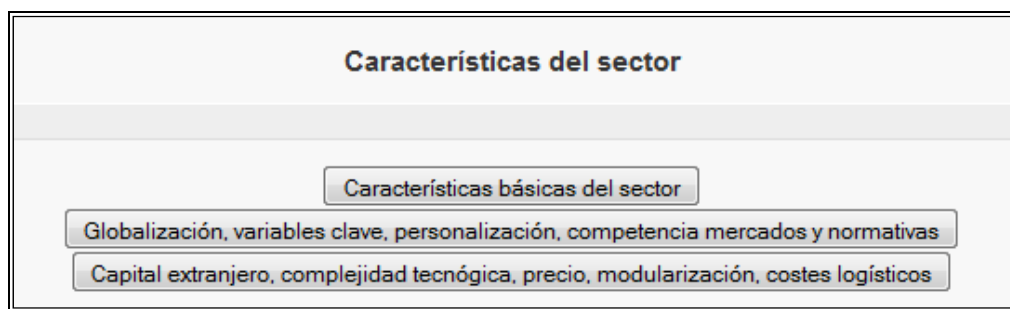 Características del sector
Características básicas del sector
Globalización, variables clave, personalización, competencia mercados y normativas
Capital extranjero, complejidad tecnógica, precio, modularización, costes logísticos